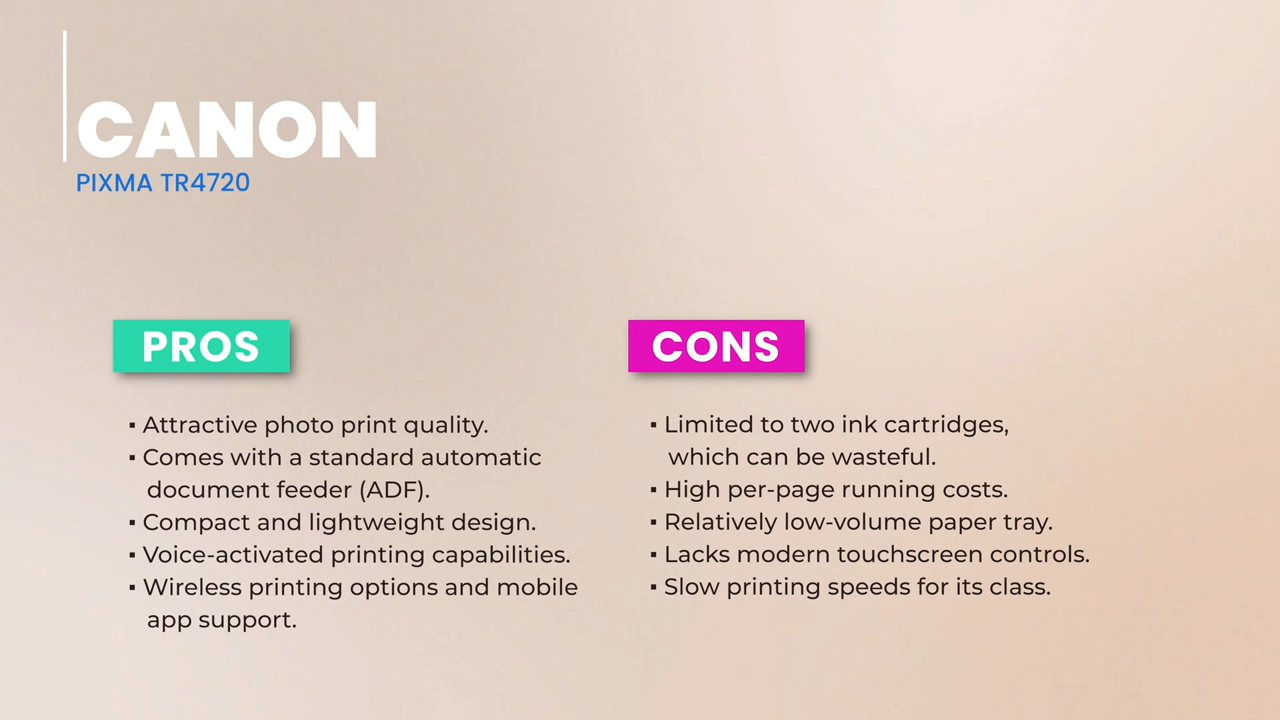 CANON
PIXMA TR4720
PROS
▪ Attractive photo print quality.
▪ Comes with a standard automatic
document feeder (ADF).
▪ Compact and lightweight design.
▪ Voice-activated printing capabilities.
▪ Wireless printing options and mobile
app support.
CONS
▪ Limited to two ink cartridges,
which can be wasteful.
▪ High per-page running costs.
▪ Relatively low-volume paper tray.
▪ Lacks modern touchscreen controls.
▪ Slow printing speeds for its class.